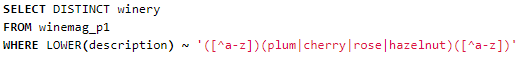 SELECT DISTINCT winery
FROM winemag_p1
WHERE LOWER(description) ~ '([^a-z])(plum|cherry|rose|hazelnut)([^a-z])'